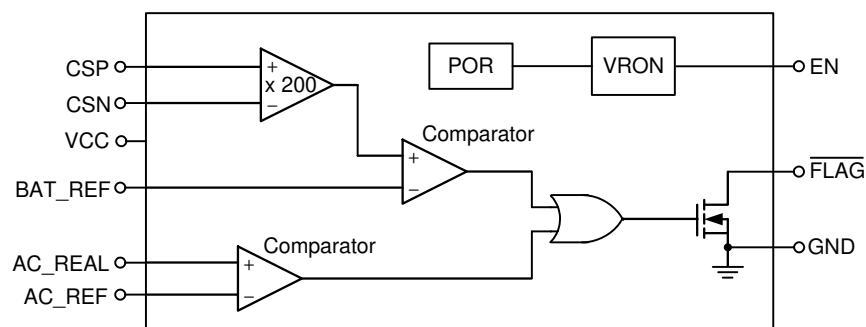 CSP
+
x 200
−
CSN
VCC
POR
VRON
EN
Comparator
+
−
BAT_REF
FLAG
GND
Comparator
AC_REAL
+
−
AC_REF